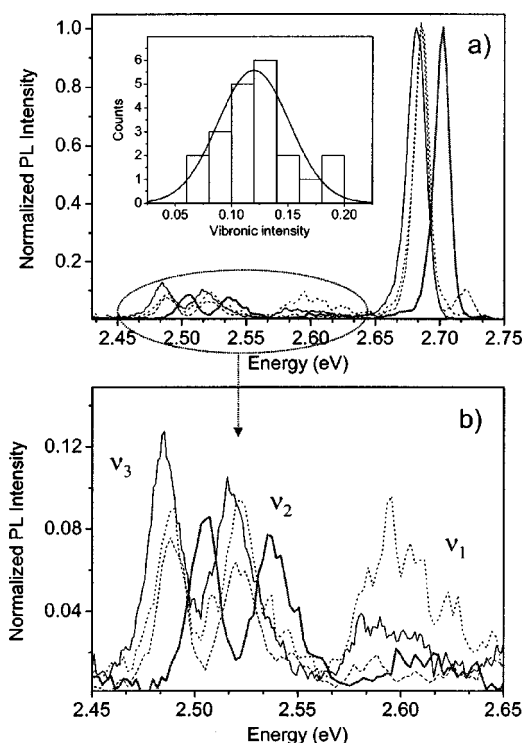 a)
1.0
0.8
0.6
0.4
0.2
Normalized PL Intensity
6
5
4
3
2
1
0
Counts
0.05 0.10 0.15 0.20
Vibronic intensity
2.45 2.50 2.55 2.60 2.65 2.70 2.75
Energy (eV)
b)
0.12
0.08
0.04
Normalized PL Intensity
ν3
ν2
ν1
2.45 2.50 2.55 2.60 2.65
Energy (eV)